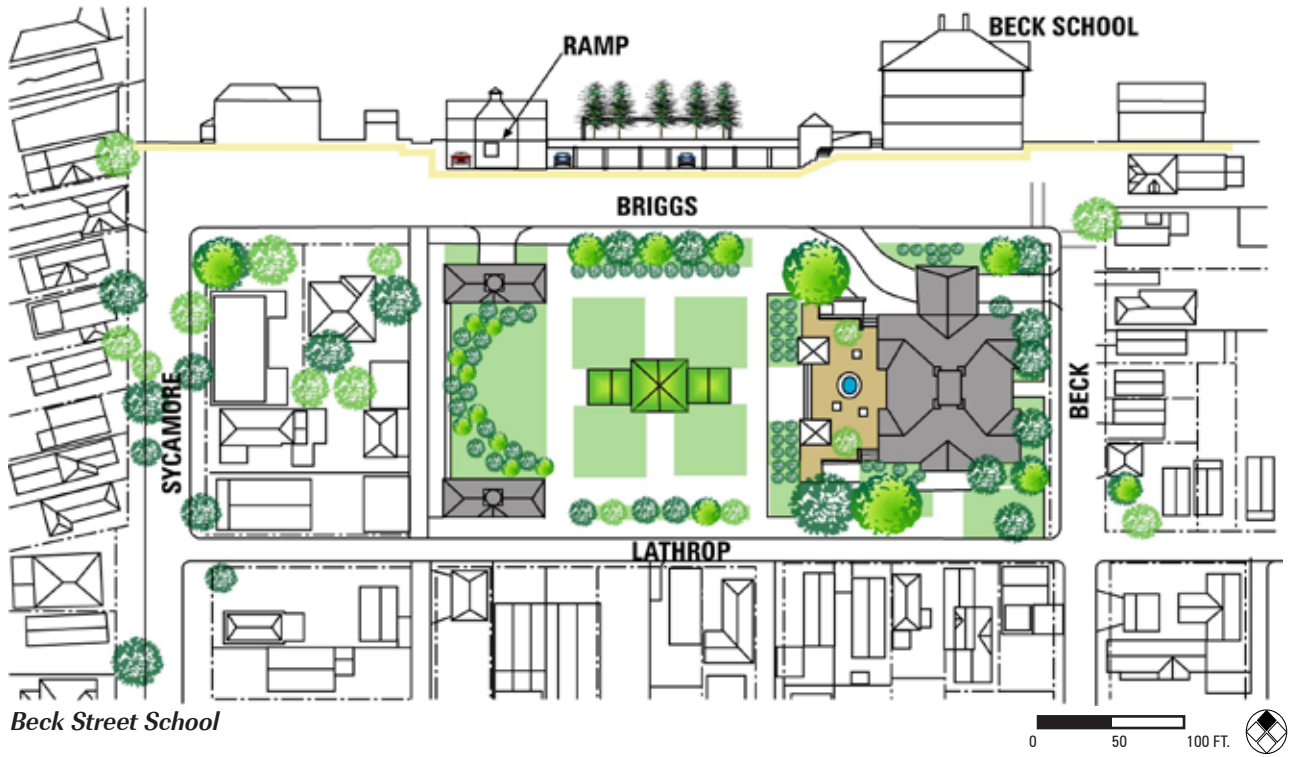 BECK SCHOOL
RAMP
BRIGGS
SYCAMORE
BECK
LATHROP
Beck Street School
0 50 100 FT.